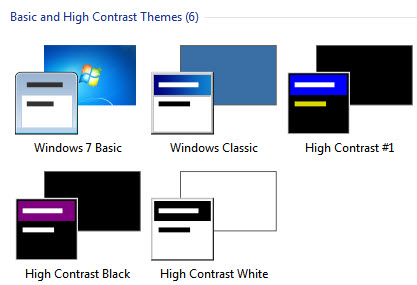 Basic and High Contrast Themes (6)
Windows 7 Basic
Windows Classic
High Contrast #1
High Contrast Black
High Contrast White